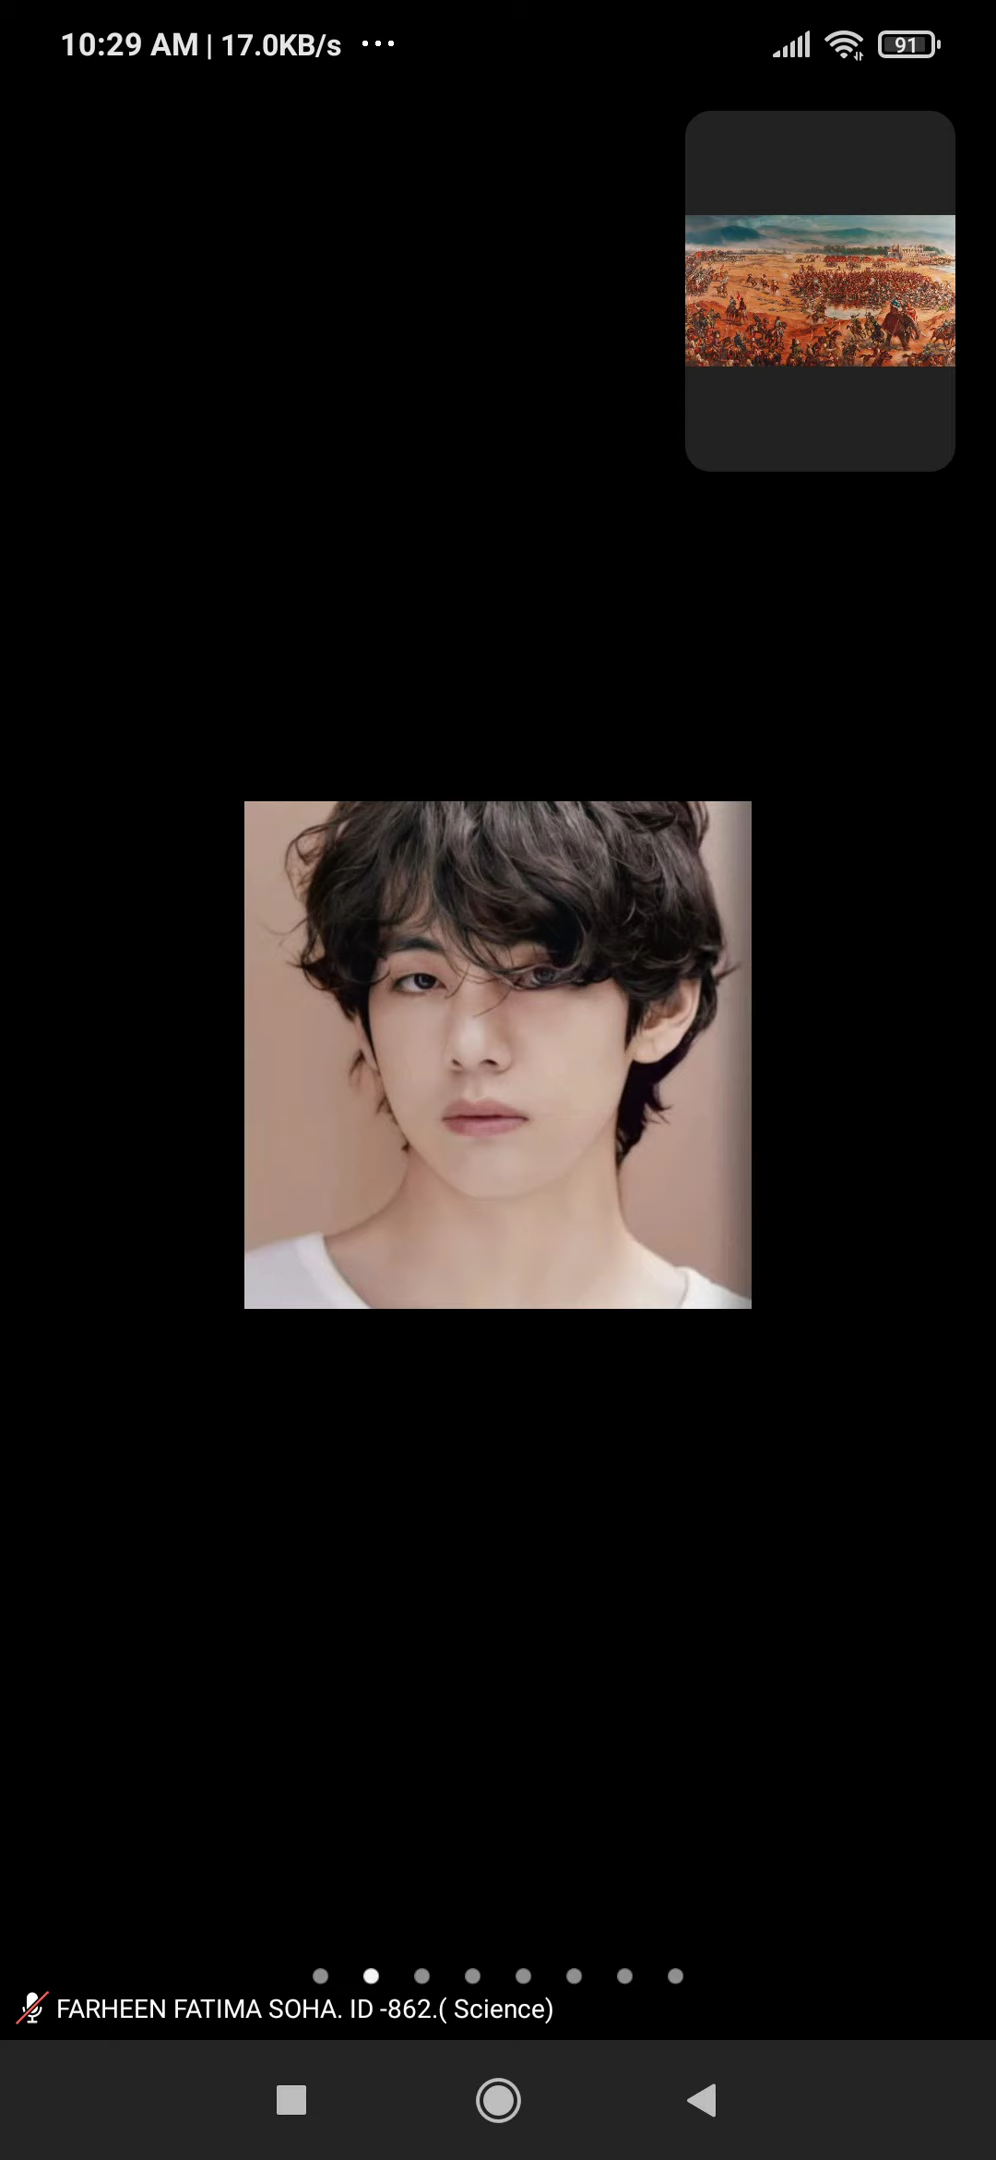 10:29 AM | 17.0KB/s ...
91
FARHEEN FATIMA SOHA. ID -862.( Science)